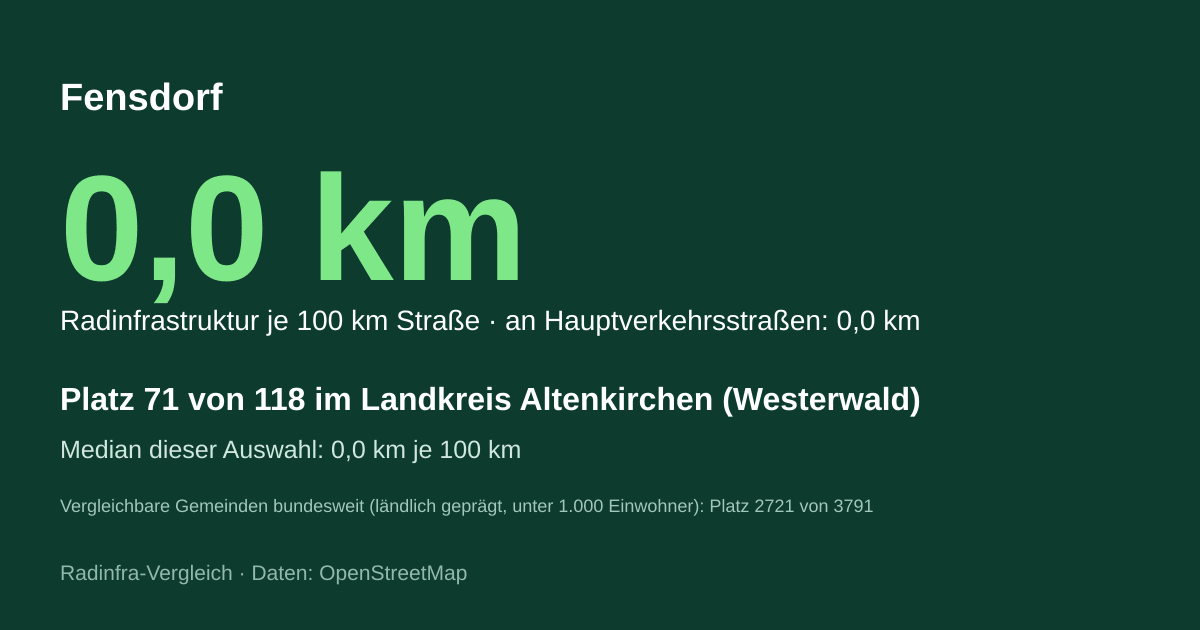 Fensdorf
0,0 km
Radinfrastruktur je 100 km Straße · an Hauptverkehrsstraßen: 0,0 km
Platz 71 von 118 im Landkreis Altenkirchen (Westerwald)
Median dieser Auswahl: 0,0 km je 100 km
Vergleichbare Gemeinden bundesweit (ländlich geprägt, unter 1.000 Einwohner): Platz 2721 von 3791
Radinfra-Vergleich · Daten: OpenStreetMap